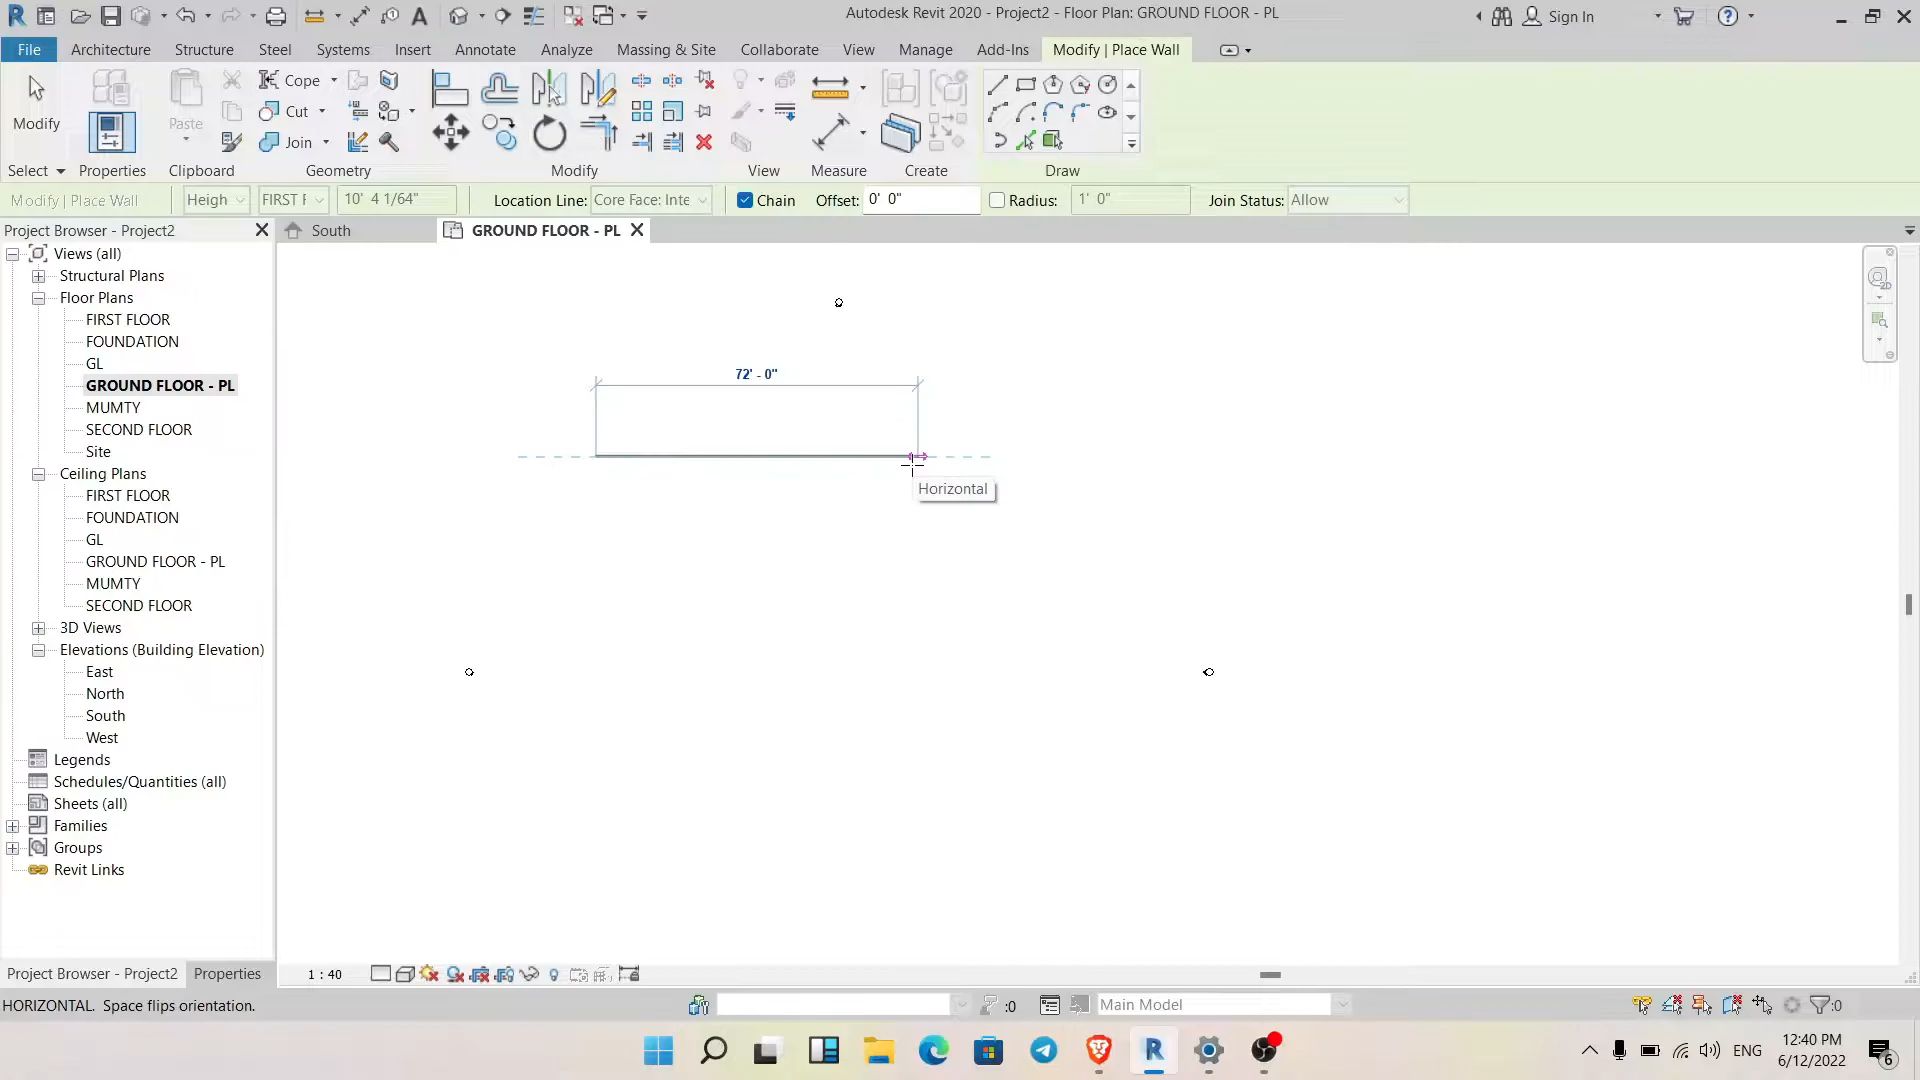 Autodesk Revit 2020 - Project2 - Floor Plan: GROUND FLOOR - PL
Sign In
File
Architecture
Structure
Steel
Systems
Insert
Annotate
Analyze
Massing & Site
Collaborate
View
Manage
Add-Ins
Modify | Place Wall
Modify
Paste
Cope
Cut
Join
Select
Properties
Clipboard
Geometry
Modify
View
Measure
Create
Draw
Modify | Place Wall
Heigh
FIRST F
10' 4 1/64"
Location Line:
Core Face: Inte
Chain
Offset:
0' 0"
Radius:
1' 0"
Join Status:
Allow
Project Browser - Project2
South
GROUND FLOOR - PL
Views (all)
Structural Plans
Floor Plans
FIRST FLOOR
FOUNDATION
GL
GROUND FLOOR - PL
MUMTY
SECOND FLOOR
Site
Ceiling Plans
FIRST FLOOR
FOUNDATION
GL
GROUND FLOOR - PL
MUMTY
SECOND FLOOR
3D Views
Elevations (Building Elevation)
East
North
South
West
Legends
Schedules/Quantities (all)
Sheets (all)
Families
Groups
Revit Links
72' - 0"
Horizontal
2D
Project Browser - Project2
Properties
1 : 40
HORIZONTAL. Space flips orientation.
:0
Main Model
:0
ENG
12:40 PM
6/12/2022
6